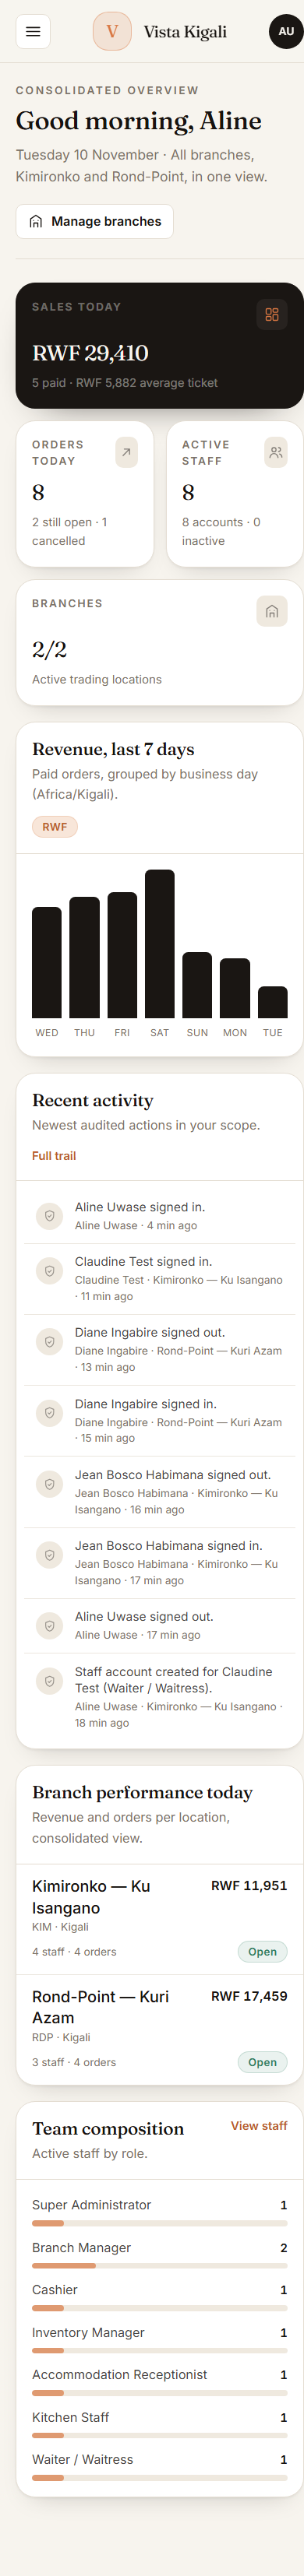 V Vista Kigali AU
CONSOLIDATED OVERVIEW
Good morning, Aline
Tuesday 10 November · All branches,
Kimironko and Rond-Point, in one view.
Manage branches
SALES TODAY
RWF 29,410
5 paid · RWF 5,882 average ticket
ORDERS
TODAY
8
2 still open · 1
cancelled
ACTIVE
STAFF
8
8 accounts · 0
inactive
BRANCHES
2/2
Active trading locations
Revenue, last 7 days
Paid orders, grouped by business day
(Africa/Kigali).
RWF
WED THU FRI SAT SUN MON TUE
Recent activity
Newest audited actions in your scope.
Full trail
Aline Uwase signed in.
Aline Uwase · 4 min ago
Claudine Test signed in.
Claudine Test · Kimironko — Ku Isangano
· 11 min ago
Diane Ingabire signed out.
Diane Ingabire · Rond-Point — Kuri Azam
· 13 min ago
Diane Ingabire signed in.
Diane Ingabire · Rond-Point — Kuri Azam
· 15 min ago
Jean Bosco Habimana signed out.
Jean Bosco Habimana · Kimironko — Ku
Isangano · 16 min ago
Jean Bosco Habimana signed in.
Jean Bosco Habimana · Kimironko — Ku
Isangano · 17 min ago
Aline Uwase signed out.
Aline Uwase · 17 min ago
Staff account created for Claudine
Test (Waiter / Waitress).
Aline Uwase · Kimironko — Ku Isangano ·
18 min ago
Branch performance today
Revenue and orders per location,
consolidated view.
Kimironko — Ku
Isangano
RWF 11,951
KIM · Kigali
4 staff · 4 orders
Open
Rond-Point — Kuri
Azam
RWF 17,459
RDP · Kigali
3 staff · 4 orders
Open
Team composition
View staff
Active staff by role.
Super Administrator 1
Branch Manager 2
Cashier 1
Inventory Manager 1
Accommodation Receptionist 1
Kitchen Staff 1
Waiter / Waitress 1